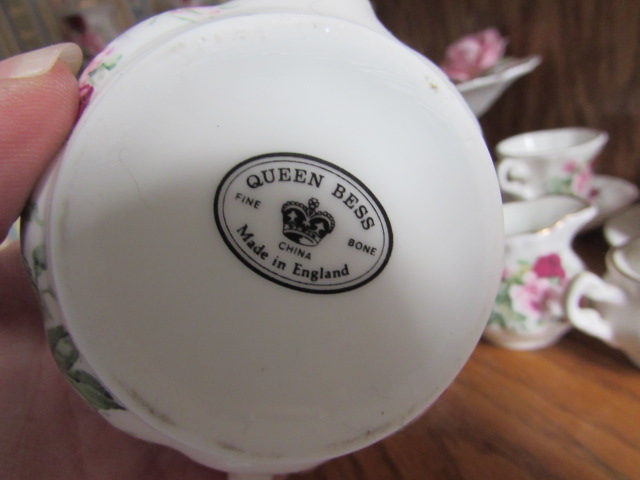 QUEEN BESS
FINE
BONE
CHINA
Made in England